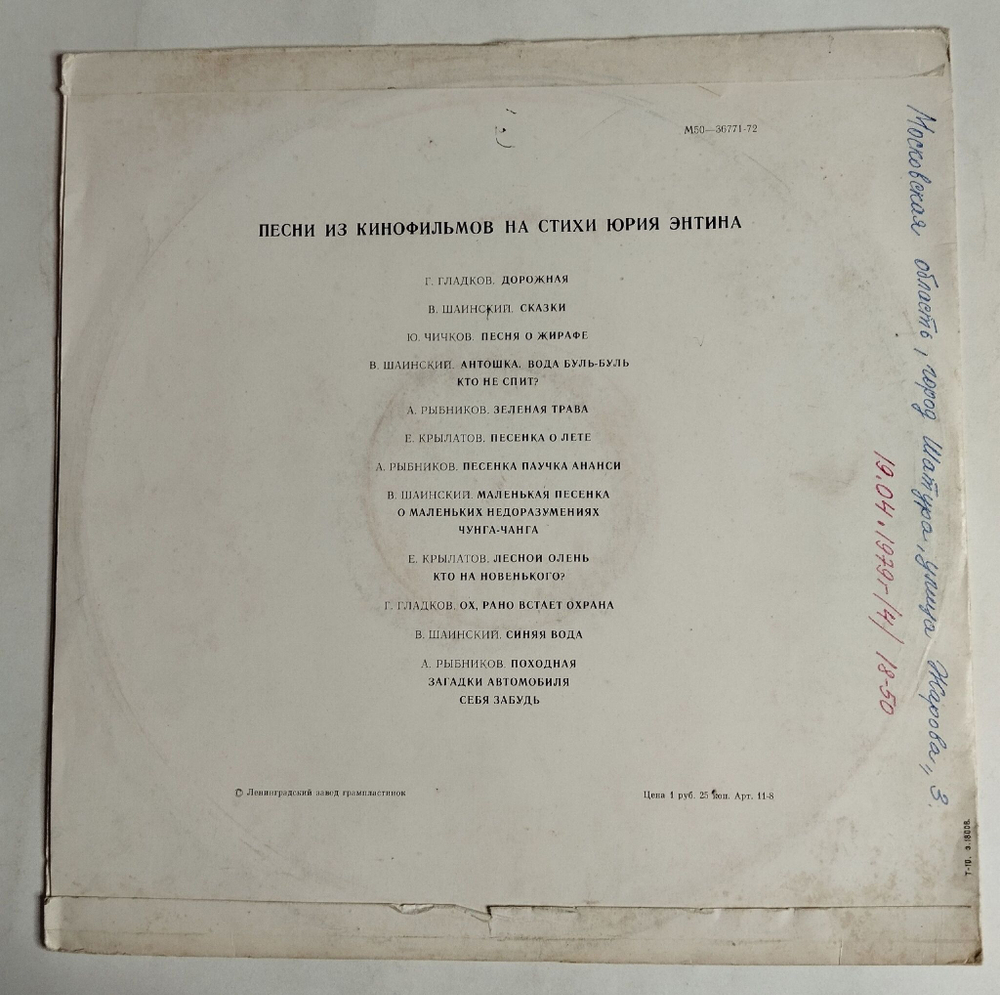 М50—36771-72
ПЕСНИ ИЗ КИНОФИЛЬМОВ НА СТИХИ ЮРИЯ ЭНТИНА
Г. ГЛАДКОВ. ДОРОЖНАЯ
В. ШАИНСКИЙ. СКАЗКИ
Ю. ЧИЧКОВ. ПЕСНЯ О ЖИРАФЕ
В. ШАИНСКИЙ. АНТОШКА, ВОДА БУЛЬ-БУЛЬ
КТО НЕ СПИТ?
А. РЫБНИКОВ. ЗЕЛЕНАЯ ТРАВА
Е. КРЫЛАТОВ. ПЕСЕНКА О ЛЕТЕ
А. РЫБНИКОВ. ПЕСЕНКА ПАУЧКА АНАНСИ
В. ШАИНСКИЙ. МАЛЕНЬКАЯ ПЕСЕНКА
О МАЛЕНЬКИХ НЕДОРАЗУМЕНИЯХ
ЧУНГА-ЧАНГА
Е. КРЫЛАТОВ. ЛЕСНОЙ ОЛЕНЬ
КТО НА НОВЕНЬКОГО?
Г. ГЛАДКОВ. ОХ, РАНО ВСТАЕТ ОХРАНА
В. ШАИНСКИЙ. СИНЯЯ ВОДА
А. РЫБНИКОВ. ПОХОДНАЯ
ЗАГАДКИ АВТОМОБИЛЯ
СЕБЯ ЗАБУДЬ
© Ленинградский завод грампластинок
Цена 1 руб. 25 коп. Арт. 11-8
Московская область, город Шатура, улица Жарова, 3.
19.04.1979г /4/ 18-50
Т-10. З.18008.